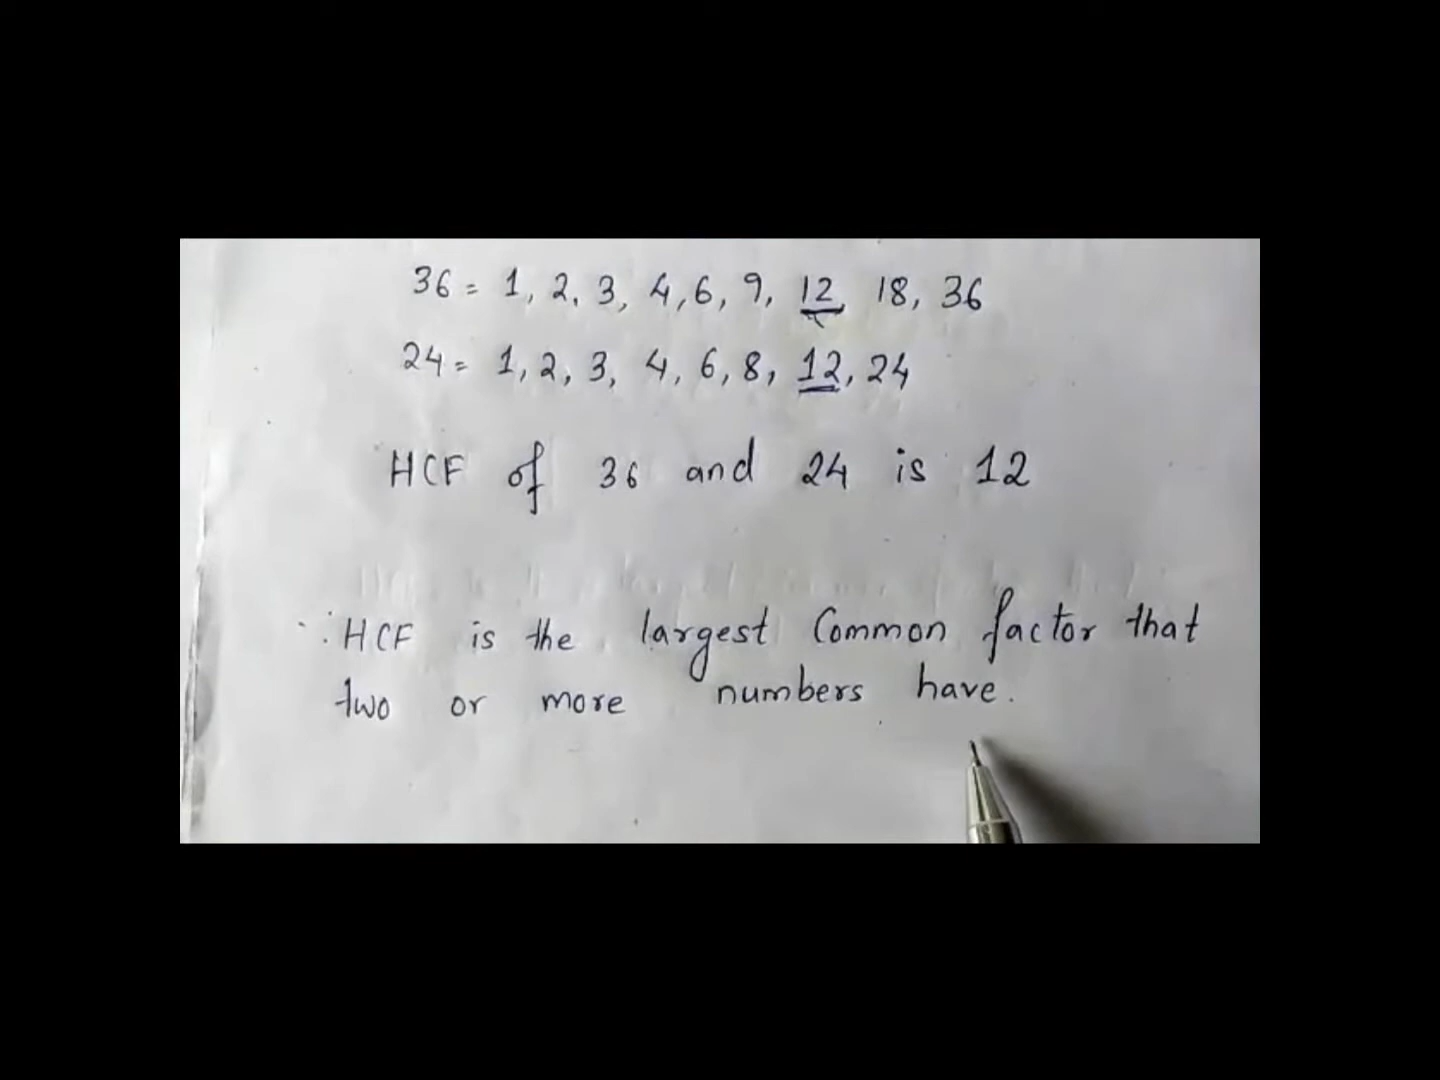 36 = 1, 2, 3, 4, 6, 9, 12, 18, 36
24 = 1, 2, 3, 4, 6, 8, 12, 24
HCF of 36 and 24 is 12
∴ HCF is the largest Common factor that
two or more numbers have.